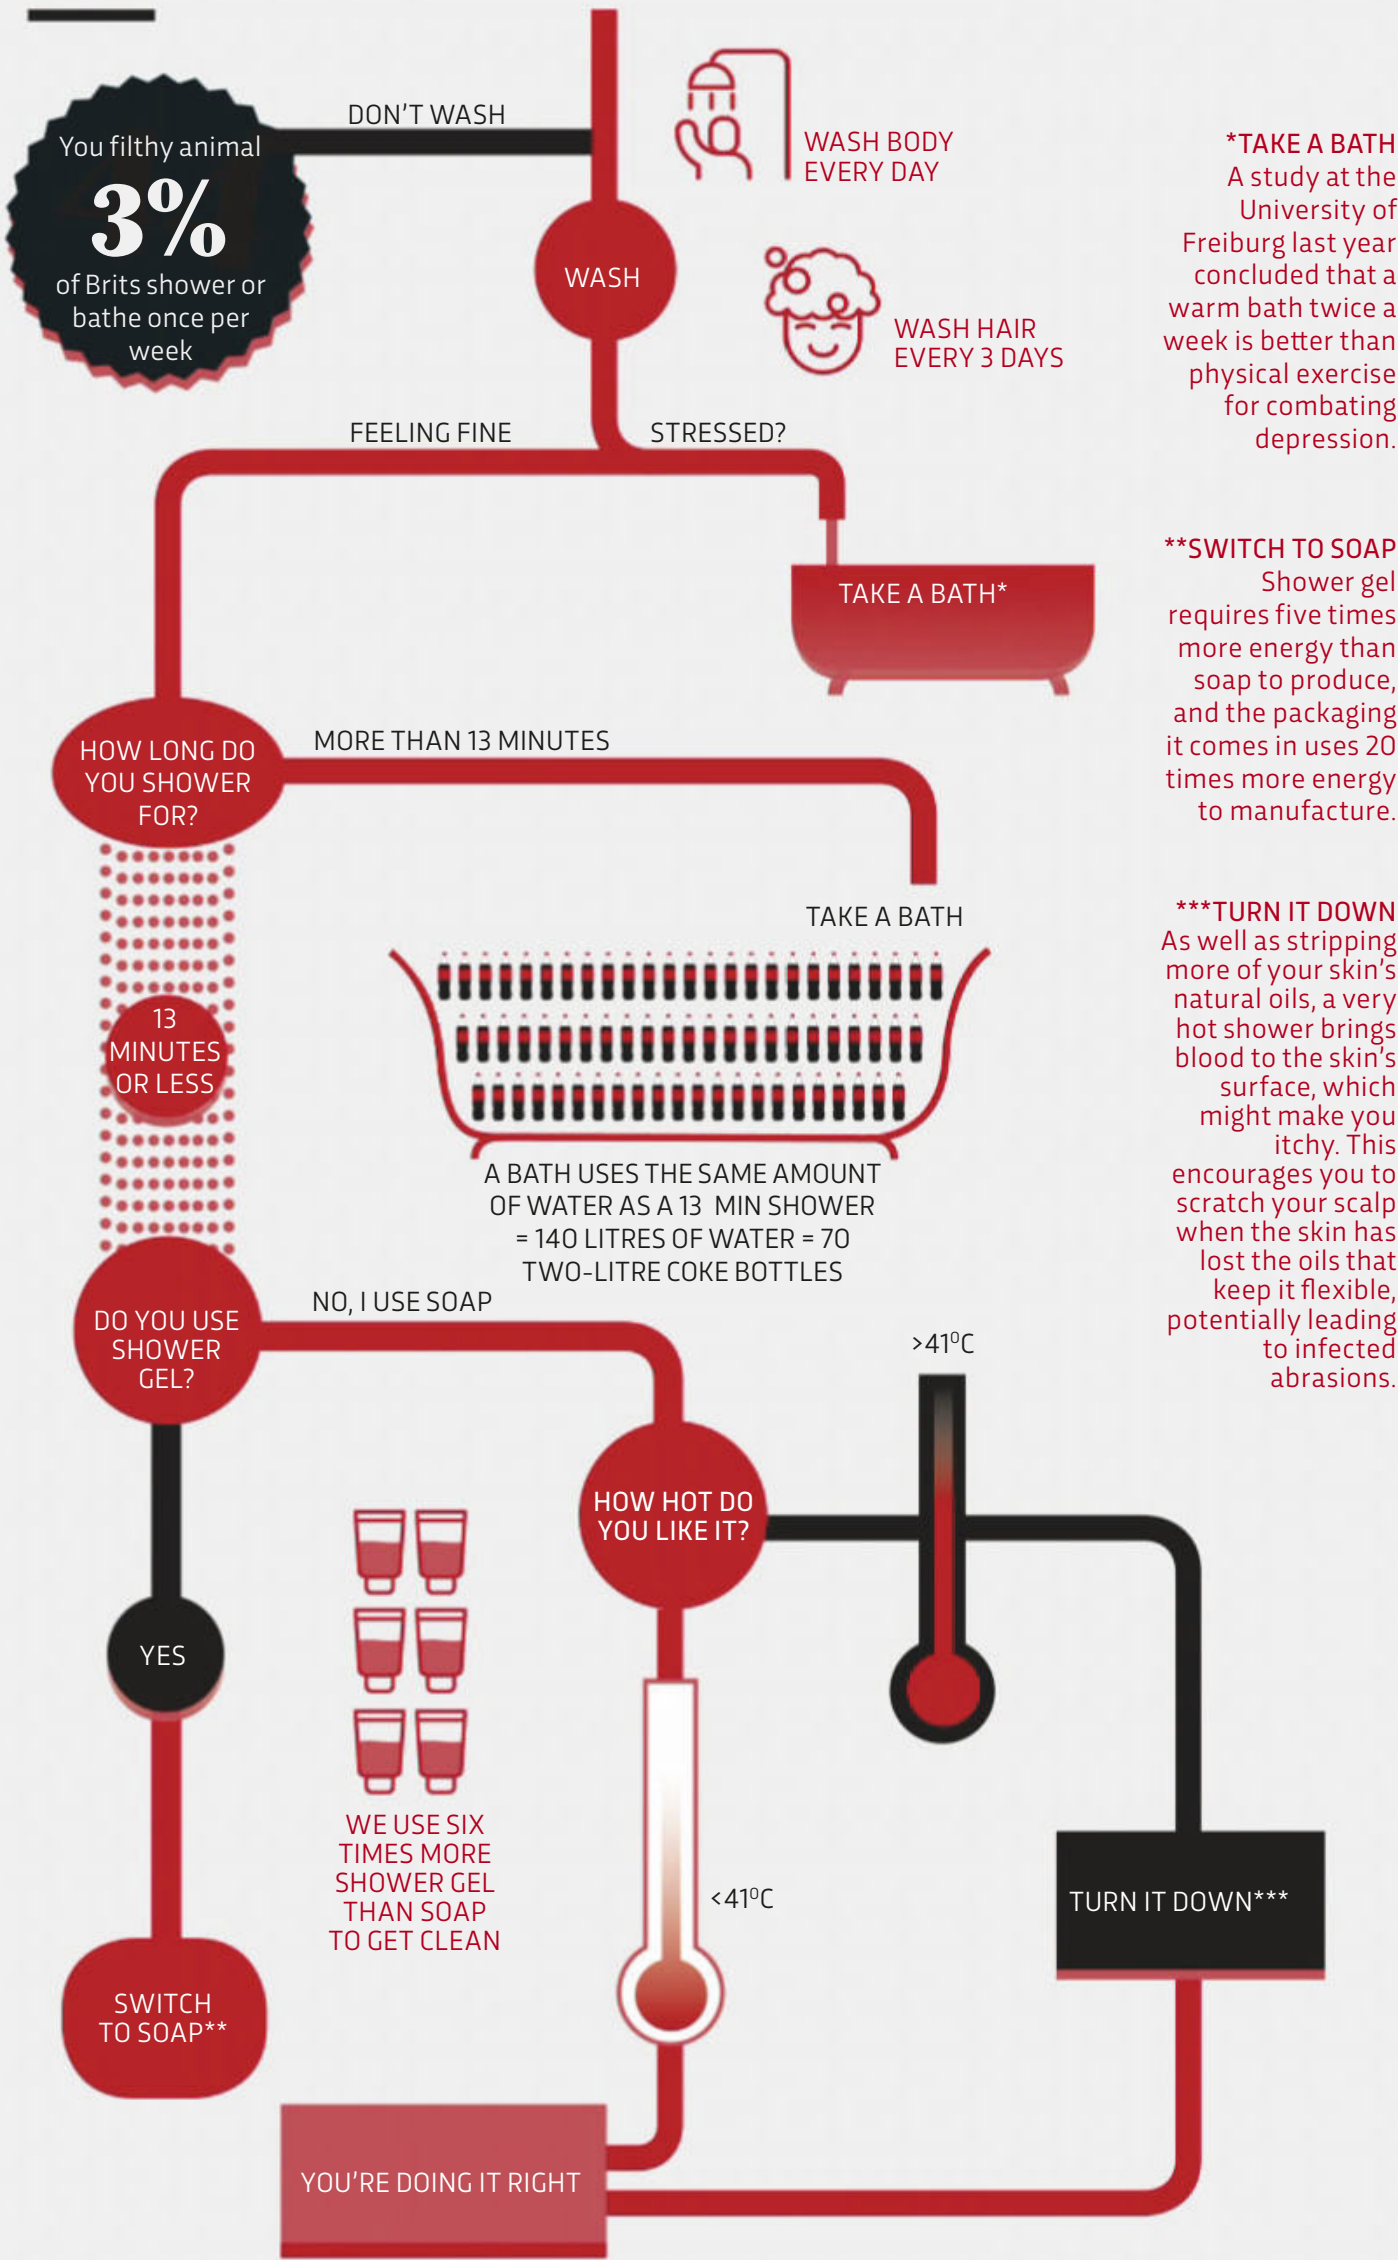 DON'T WASH
You filthy animal
3%
of Brits shower or
bathe once per
week
WASH BODY
EVERY DAY
WASH
WASH HAIR
EVERY 3 DAYS
*TAKE A BATH
A study at the
University of
Freiburg last year
concluded that a
warm bath twice a
week is better than
physical exercise
for combating
depression.
FEELING FINE
STRESSED?
TAKE A BATH*
**SWITCH TO SOAP
Shower gel
requires five times
more energy than
soap to produce,
and the packaging
it comes in uses 20
times more energy
to manufacture.
HOW LONG DO
YOU SHOWER
FOR?
MORE THAN 13 MINUTES
TAKE A BATH
13
MINUTES
OR LESS
A BATH USES THE SAME AMOUNT
OF WATER AS A 13 MIN SHOWER
= 140 LITRES OF WATER = 70
TWO-LITRE COKE BOTTLES
***TURN IT DOWN
As well as stripping
more of your skin's
natural oils, a very
hot shower brings
blood to the skin's
surface, which
might make you
itchy. This
encourages you to
scratch your scalp
when the skin has
lost the oils that
keep it flexible,
potentially leading
to infected
abrasions.
DO YOU USE
SHOWER
GEL?
NO, I USE SOAP
>41⁰C
HOW HOT DO
YOU LIKE IT?
YES
WE USE SIX
TIMES MORE
SHOWER GEL
THAN SOAP
TO GET CLEAN
<41⁰C
TURN IT DOWN***
SWITCH
TO SOAP**
YOU'RE DOING IT RIGHT